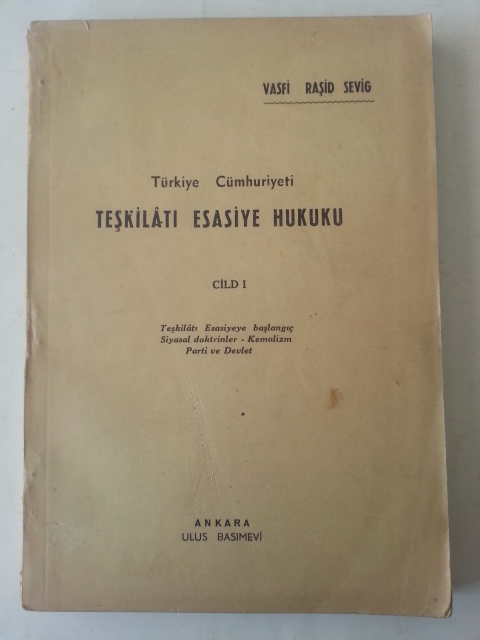 VASFİ RAŞİD SEVİG
Türkiye Cümhuriyeti
TEŞKİLÂTI ESASİYE HUKUKU
CİLD I
Teşkilâtı Esasiyeye başlangıç
Siyasal doktrinler - Kemalizm
Parti ve Devlet
ANKARA
ULUS BASIMEVİ